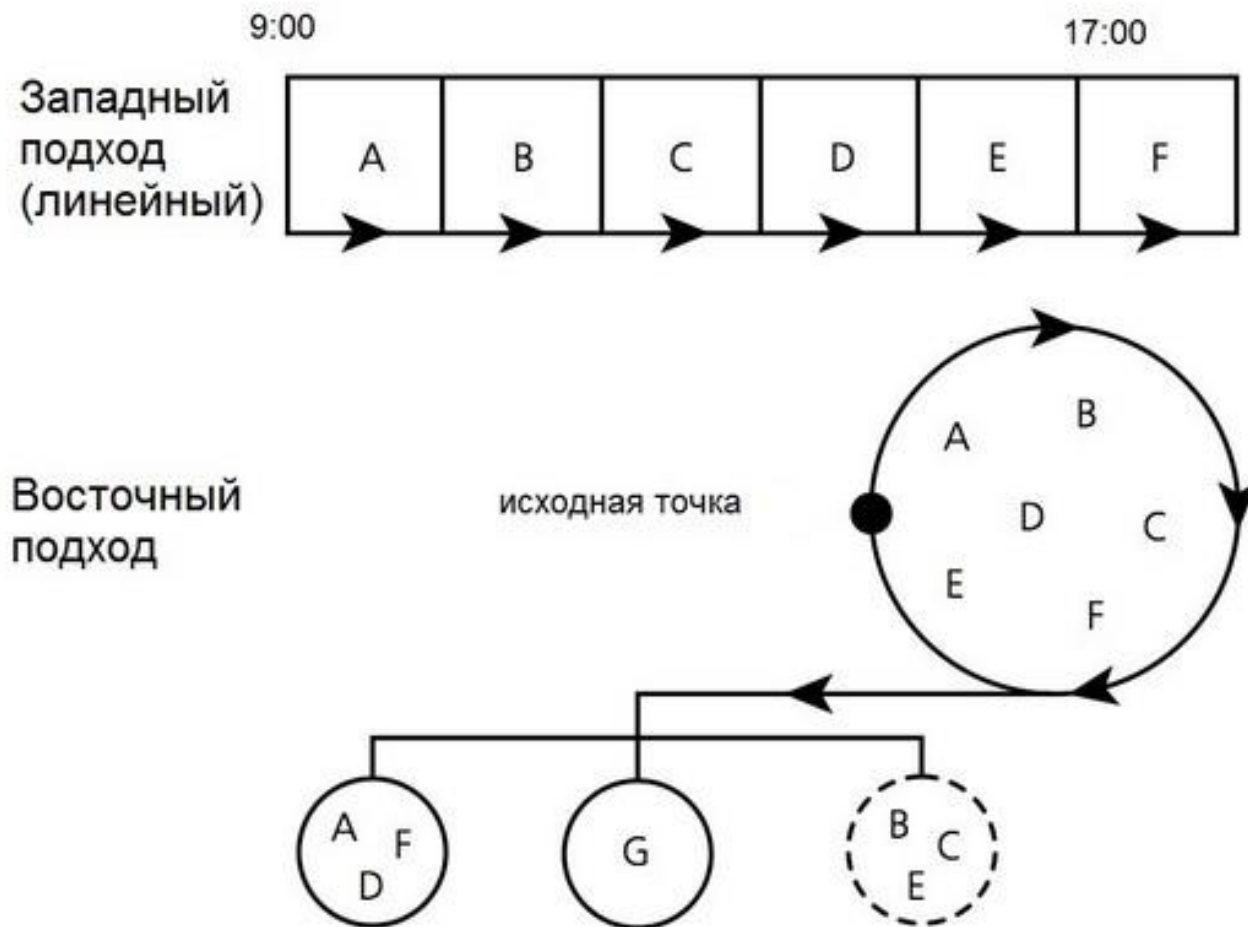 9:00
17:00
Западный
подход
(линейный)
A
B
C
D
E
F
A
B
Восточный
подход
исходная точка
D
C
E
F
A
F
D
G
B
C
E